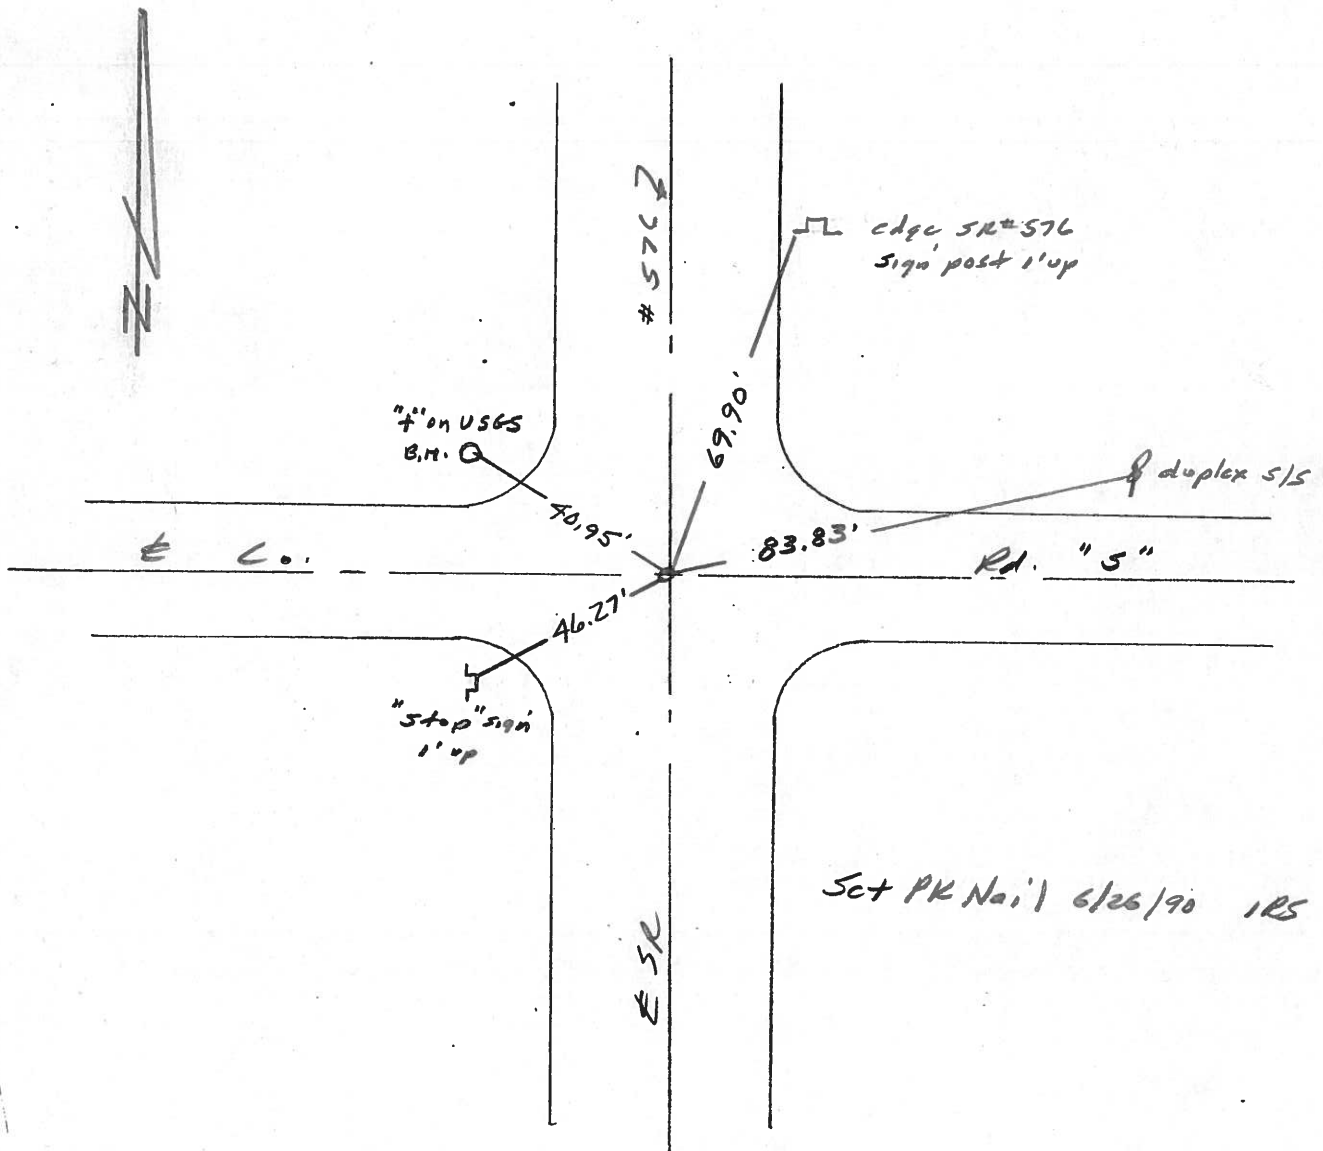 N
# 576
edge SR#576
sign post 1'up
"+" on USGS
B.M.
69.90'
duplex S/S
40.95'
83.83'
℄ Co.
Rd. "5"
46.27'
"Stop" sign
1' up
Set PK Nail 6/26/90
℄ SR